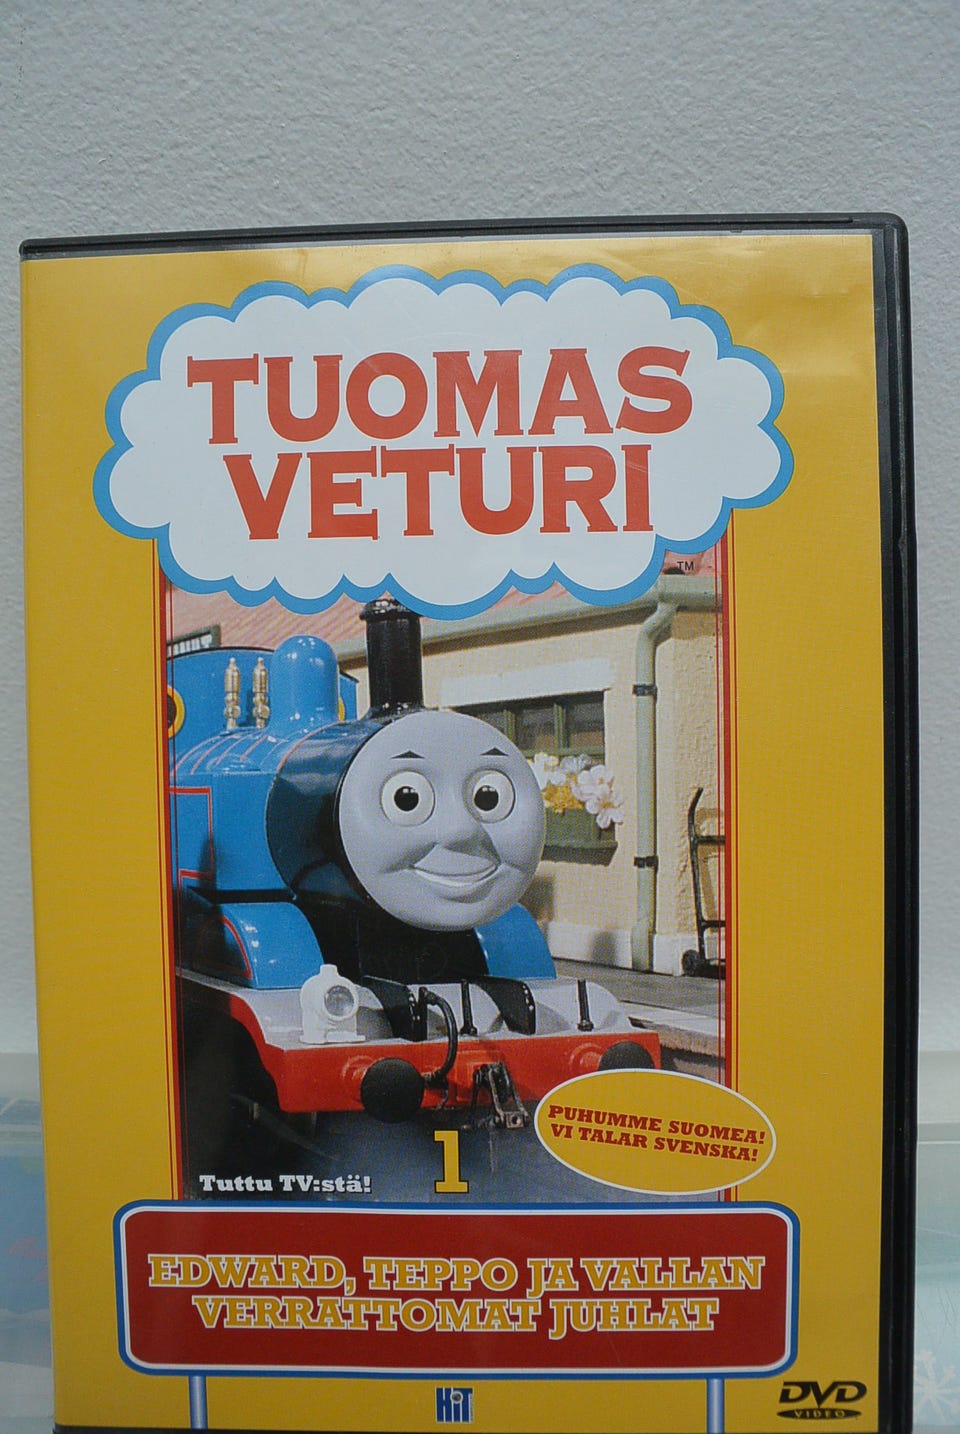 TUOMAS
VETURI
TM
PUHUMME SUOMEA!
VI TALAR SVENSKA!
1
Tuttu TV:stä!
EDWARD, TEPPO JA VALLAN
VERRATTOMAT JUHLAT
HiT
DVD
VIDEO